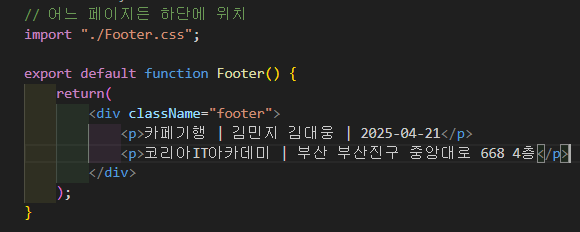 // 어느 페이지든 하단에 위치
import "./Footer.css";
export default function Footer() {
return(
<div className="footer">
<p>카페기행 | 김민지 김대웅 | 2025-04-21</p>
<p>코리아IT아카데미 | 부산 부산진구 중앙대로 668 4층</p>
</div>
);
}